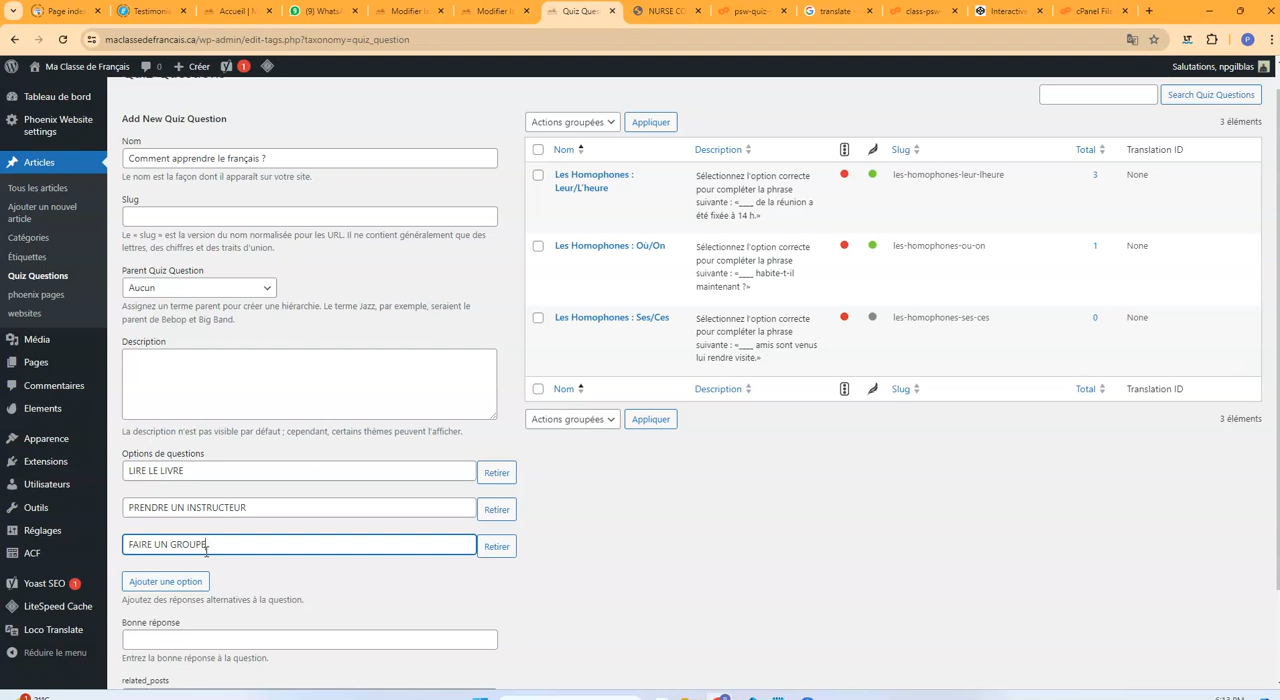 Page index
Testimonia
Accueil | M
(9) Whats
Modifier l
Modifier l
Quiz Ques
NURSE CO
psw-quiz-
translate -
class-psw-
Interactive
cPanel File
maclassedefrancais.ca/wp-admin/edit-tags.php?taxonomy=quiz_question
Ma Classe de Français
0
Créer
1
Salutations, npgilblas
Tableau de bord
Phoenix Website
settings
Articles
Tous les articles
Ajouter un nouvel
article
Catégories
Étiquettes
Quiz Questions
phoenix pages
websites
Média
Pages
Commentaires
Elements
Apparence
Extensions
Utilisateurs
Outils
Réglages
ACF
Yoast SEO 1
LiteSpeed Cache
Loco Translate
Réduire le menu
Add New Quiz Question
Nom
Comment apprendre le français ?
Le nom est la façon dont il apparaît sur votre site.
Slug
Le « slug » est la version du nom normalisée pour les URL. Il ne contient généralement que des
lettres, des chiffres et des traits d'union.
Parent Quiz Question
Aucun
Assignez un terme parent pour créer une hiérarchie. Le terme Jazz, par exemple, seraient le
parent de Bebop et Big Band.
Description
La description n'est pas visible par défaut ; cependant, certains thèmes peuvent l'afficher.
Options de questions
LIRE LE LIVRE
Retirer
PRENDRE UN INSTRUCTEUR
Retirer
FAIRE UN GROUPE
Retirer
Ajouter une option
Ajoutez des réponses alternatives à la question.
Bonne réponse
Entrez la bonne réponse à la question.
related_posts
Search Quiz Questions
Actions groupées
Appliquer
3 éléments
Nom
Description
Slug
Total
Translation ID
Les Homophones :
Leur/L'heure
Sélectionnez l'option correcte
pour compléter la phrase
suivante : «____ de la réunion a
été fixée à 14 h.»
les-homophones-leur-lheure
3
None
Les Homophones : Où/On
Sélectionnez l'option correcte
pour compléter la phrase
suivante : «____ habite-t-il
maintenant ?»
les-homophones-ou-on
1
None
Les Homophones : Ses/Ces
Sélectionnez l'option correcte
pour compléter la phrase
suivante : «____ amis sont venus
lui rendre visite.»
les-homophones-ses-ces
0
None
Nom
Description
Slug
Total
Translation ID
Actions groupées
Appliquer
3 éléments